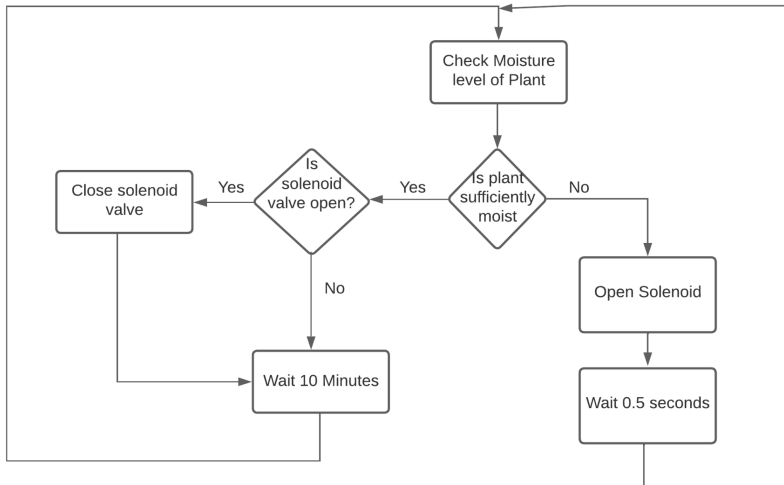 Check Moisture
level of Plant
Is
solenoid
valve open?
Is plant
sufficiently
moist
Close solenoid
valve
Yes
Yes
No
Open Solenoid
No
Wait 10 Minutes
Wait 0.5 seconds